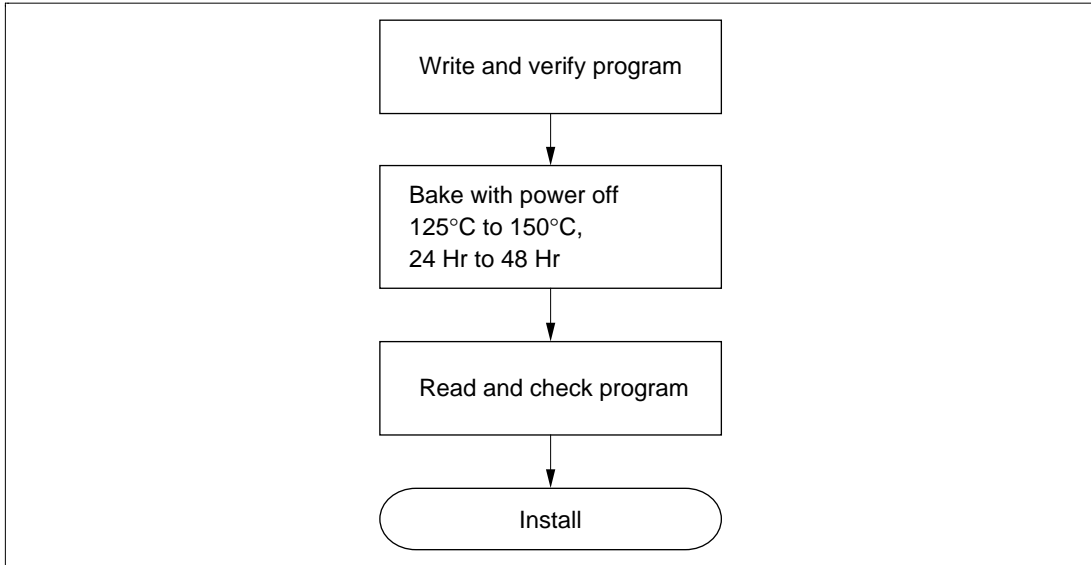 Write and verify program
Bake with power off
125°C to 150°C,
24 Hr to 48 Hr
Read and check program
Install